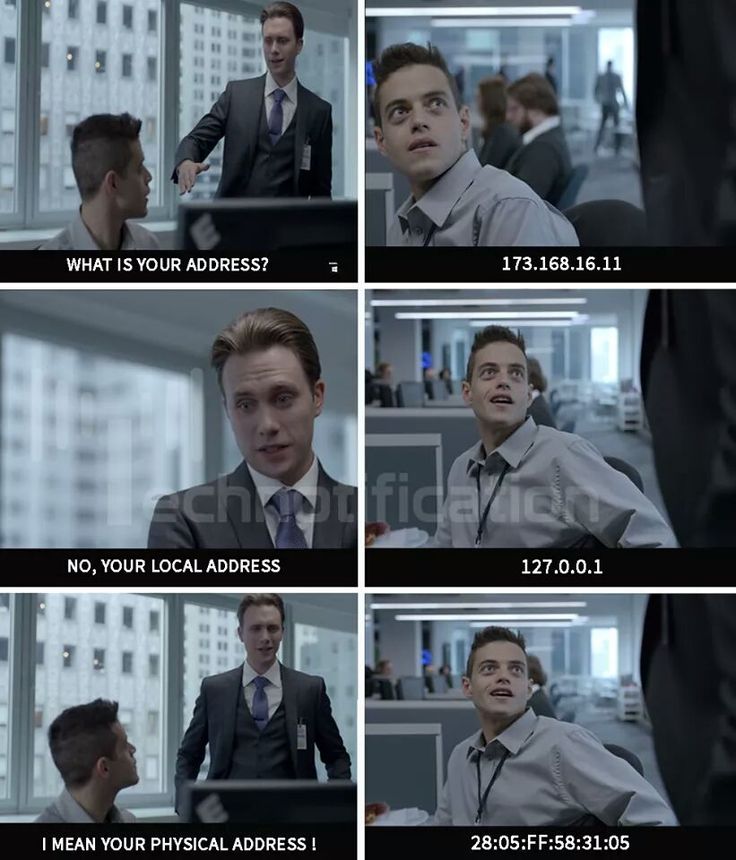 WHAT IS YOUR ADDRESS?
173.168.16.11
Technotification
NO, YOUR LOCAL ADDRESS
127.0.0.1
I MEAN YOUR PHYSICAL ADDRESS !
28:05:FF:58:31:05